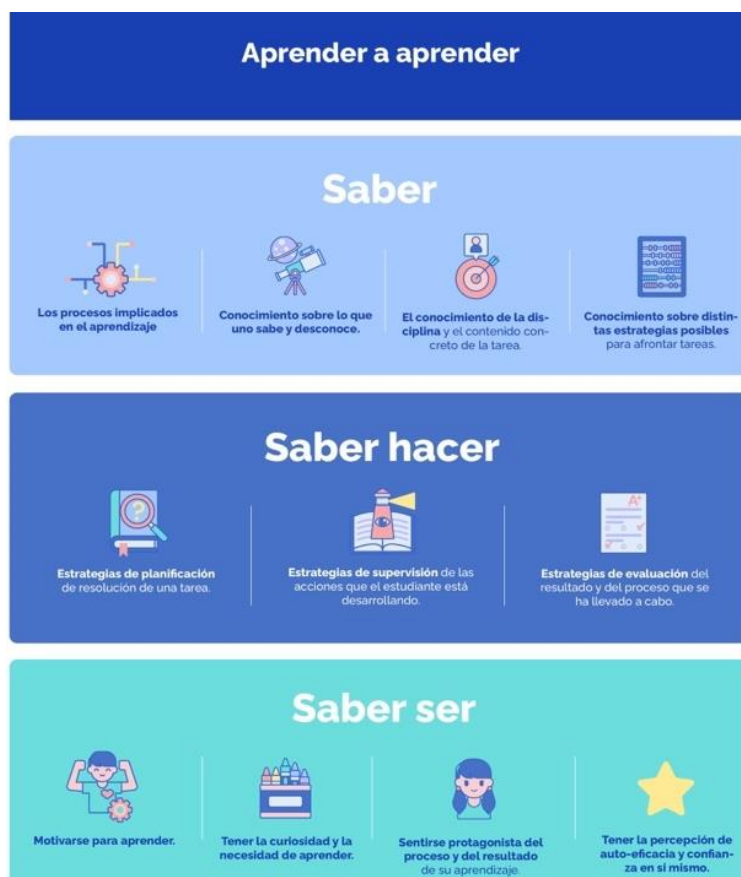 Aprender a aprender
Saber
Los procesos implicados
en el aprendizaje
Conocimiento sobre lo que
uno sabe y desconoce.
El conocimiento de la dis-
ciplina y el contenido con-
creto de la tarea.
Conocimiento sobre distin-
tas estrategias posibles
para afrontar tareas.
Saber hacer
Estrategias de planificación
de resolución de una tarea.
Estrategias de supervisión de las
acciones que el estudiante está
desarrollando.
A+
Estrategias de evaluación del
resultado y del proceso que se
ha llevado a cabo.
Saber ser
Motivarse para aprender.
Tener la curiosidad y la
necesidad de aprender.
Sentirse protagonista del
proceso y del resultado
de su aprendizaje.
Tener la percepción de
auto-eficacia y confian-
za en si mismo.